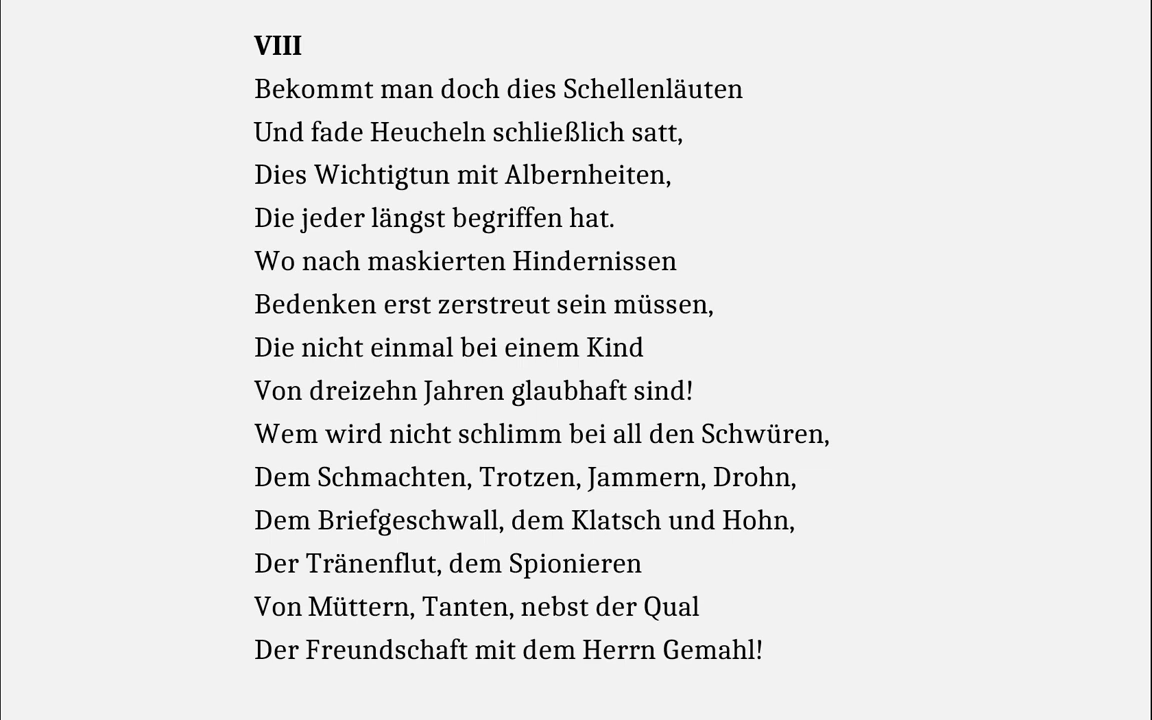 VIII
Bekommt man doch dies Schellenläuten
Und fade Heucheln schließlich satt,
Dies Wichtigtun mit Albernheiten,
Die jeder längst begriffen hat.
Wo nach maskierten Hindernissen
Bedenken erst zerstreut sein müssen,
Die nicht einmal bei einem Kind
Von dreizehn Jahren glaubhaft sind!
Wem wird nicht schlimm bei all den Schwüren,
Dem Schmachten, Trotzen, Jammern, Drohn,
Dem Briefgeschwall, dem Klatsch und Hohn,
Der Tränenflut, dem Spionieren
Von Müttern, Tanten, nebst der Qual
Der Freundschaft mit dem Herrn Gemahl!